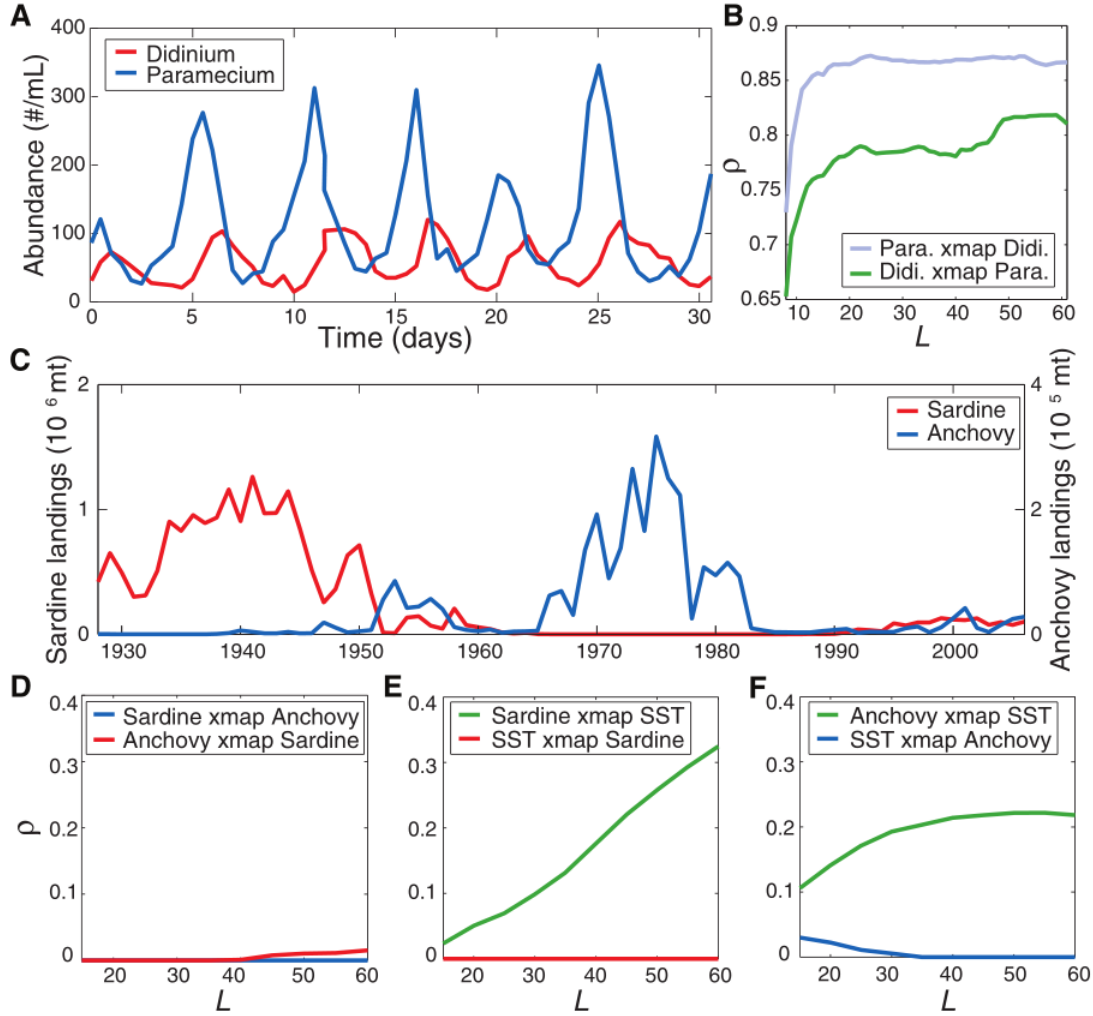 A
Abundance (#/mL)
400
300
200
100
0
Didinium
Paramecium
0 5 10 15 20 25 30
Time (days)
B
ρ
0.9
0.85
0.8
0.75
0.7
0.65
Para. xmap Didi.
Didi. xmap Para.
10 20 30 40 50 60
L
C
Sardine landings (10 6 mt)
2
1
0
Sardine
Anchovy
4
2
0
Anchovy landings (10 5 mt)
1930 1940 1950 1960 1970 1980 1990 2000
D
ρ
0.4
0.3
0.2
0.1
0
Sardine xmap Anchovy
Anchovy xmap Sardine
20 30 40 50 60
L
E
0.4
0.3
0.2
0.1
0
Sardine xmap SST
SST xmap Sardine
20 30 40 50 60
L
F
0.4
0.3
0.2
0.1
0
Anchovy xmap SST
SST xmap Anchovy
20 30 40 50 60
L